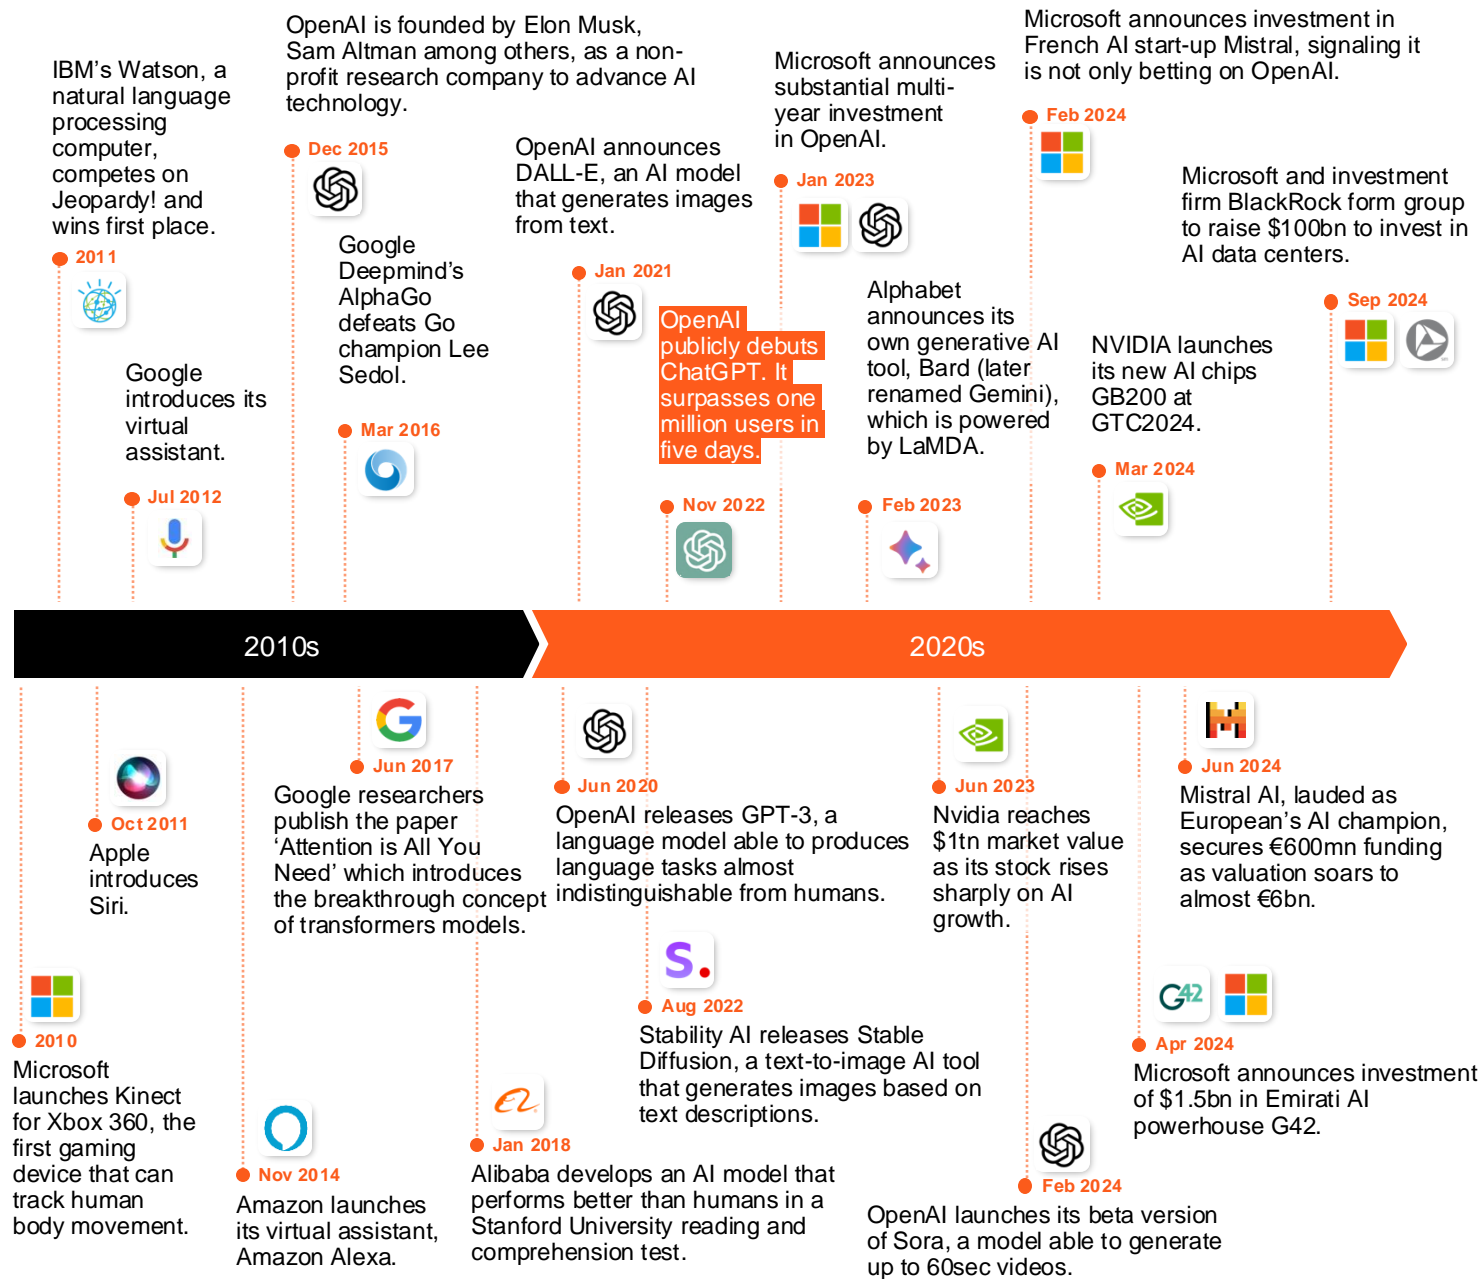 IBM's Watson, a
natural language
processing
computer,
competes on
Jeopardy! and
wins first place.
2011
Google
introduces its
virtual
assistant.
Jul 2012
OpenAI is founded by Elon Musk,
Sam Altman among others, as a non-
profit research company to advance AI
technology.
Dec 2015
Google
Deepmind's
AlphaGo
defeats Go
champion Lee
Sedol.
Mar 2016
OpenAI announces
DALL-E, an AI model
that generates images
from text.
Jan 2021
OpenAI
publicly debuts
ChatGPT. It
surpasses one
million users in
five days.
Nov 2022
Microsoft announces
substantial multi-
year investment
in OpenAI.
Jan 2023
Alphabet
announces its
own generative AI
tool, Bard (later
renamed Gemini),
which is powered
by LaMDA.
Feb 2023
Microsoft announces investment in
French AI start-up Mistral, signaling it
is not only betting on OpenAI.
Feb 2024
NVIDIA launches
its new AI chips
GB200 at
GTC2024.
Mar 2024
Microsoft and investment
firm BlackRock form group
to raise $100bn to invest in
AI data centers.
Sep 2024
2010s
2020s
2010
Microsoft
launches Kinect
for Xbox 360, the
first gaming
device that can
track human
body movement.
Oct 2011
Apple
introduces
Siri.
Nov 2014
Amazon launches
its virtual assistant,
Amazon Alexa.
Jun 2017
Google researchers
publish the paper
‘Attention is All You
Need’ which introduces
the breakthrough concept
of transformers models.
Jan 2018
Alibaba develops an AI model that
performs better than humans in a
Stanford University reading and
comprehension test.
Jun 2020
OpenAI releases GPT-3, a
language model able to produces
language tasks almost
indistinguishable from humans.
S.
Aug 2022
Stability AI releases Stable
Diffusion, a text-to-image AI tool
that generates images based on
text descriptions.
Jun 2023
Nvidia reaches
$1tn market value
as its stock rises
sharply on AI
growth.
Feb 2024
OpenAI launches its beta version
of Sora, a model able to generate
up to 60sec videos.
G42
Apr 2024
Microsoft announces investment
of $1.5bn in Emirati AI
powerhouse G42.
Jun 2024
Mistral AI, lauded as
European's AI champion,
secures €600mn funding
as valuation soars to
almost €6bn.